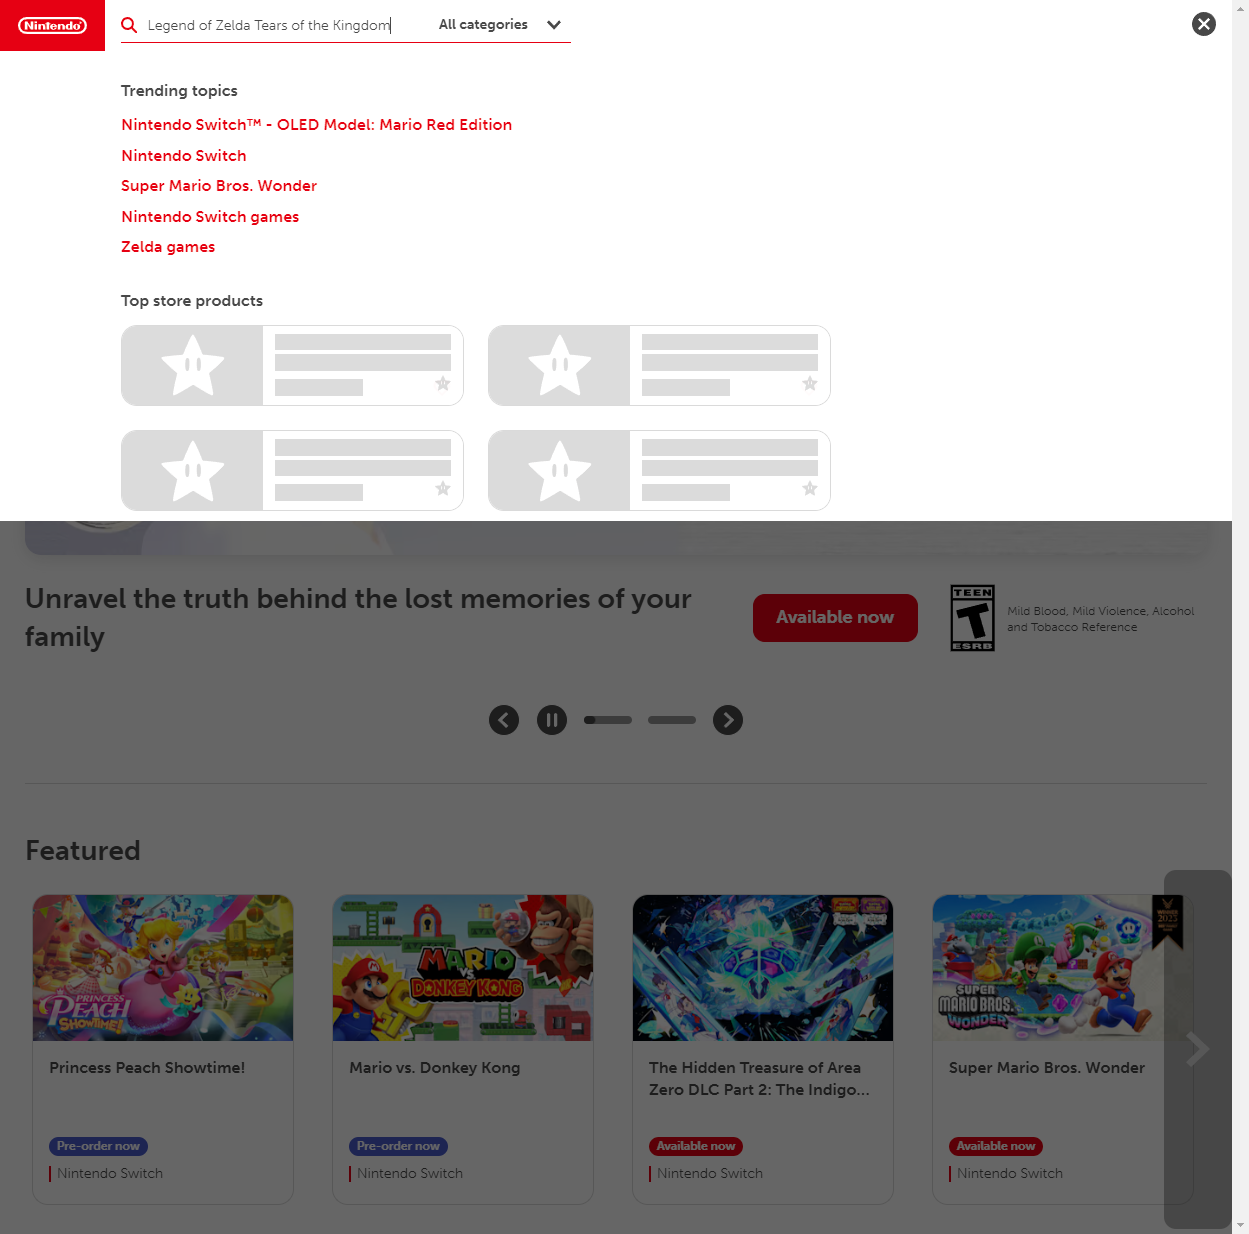 Nintendo
Legend of Zelda Tears of the Kingdom
All categories
Trending topics
Nintendo Switch™ - OLED Model: Mario Red Edition
Nintendo Switch
Super Mario Bros. Wonder
Nintendo Switch games
Zelda games
Top store products
Unravel the truth behind the lost memories of your
family
Available now
TEEN
T
ESRB
Mild Blood, Mild Violence, Alcohol
and Tobacco Reference
Featured
PRINCESS
PEACH
SHOWTIME!
MARIO
VS.
DONKEY KONG
WINNER
2023
SUPER
MARIO BROS.
WONDER
Princess Peach Showtime!
Mario vs. Donkey Kong
The Hidden Treasure of Area
Zero DLC Part 2: The Indigo...
Super Mario Bros. Wonder
Pre-order now
Pre-order now
Available now
Available now
Nintendo Switch
Nintendo Switch
Nintendo Switch
Nintendo Switch